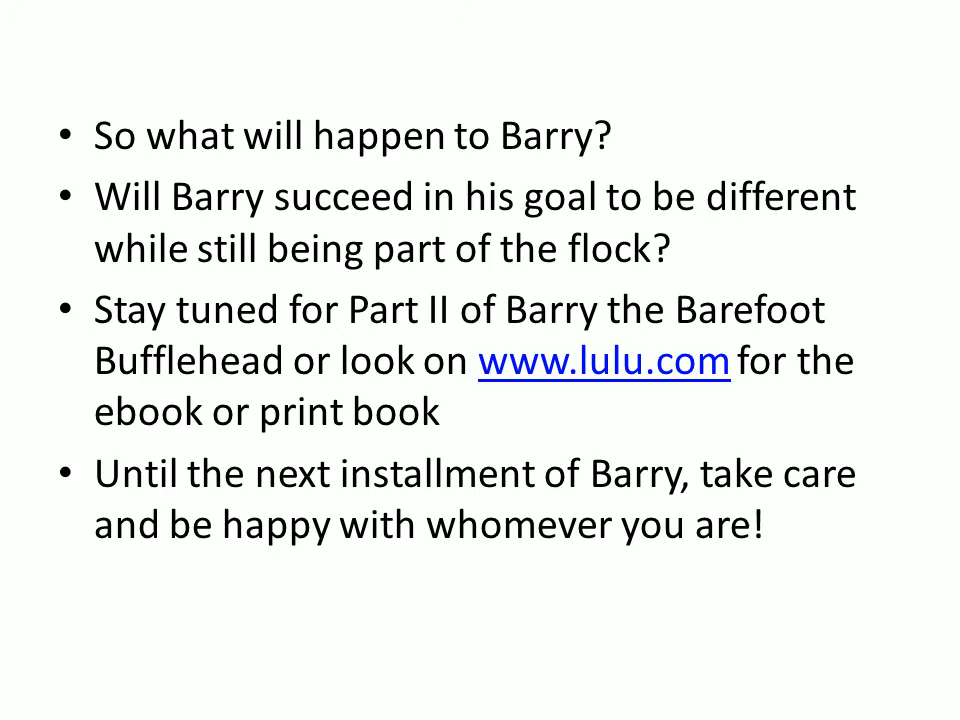 • So what will happen to Barry?
• Will Barry succeed in his goal to be different
while still being part of the flock?
• Stay tuned for Part II of Barry the Barefoot
Bufflehead or look on www.lulu.com for the
ebook or print book
• Until the next installment of Barry, take care
and be happy with whomever you are!